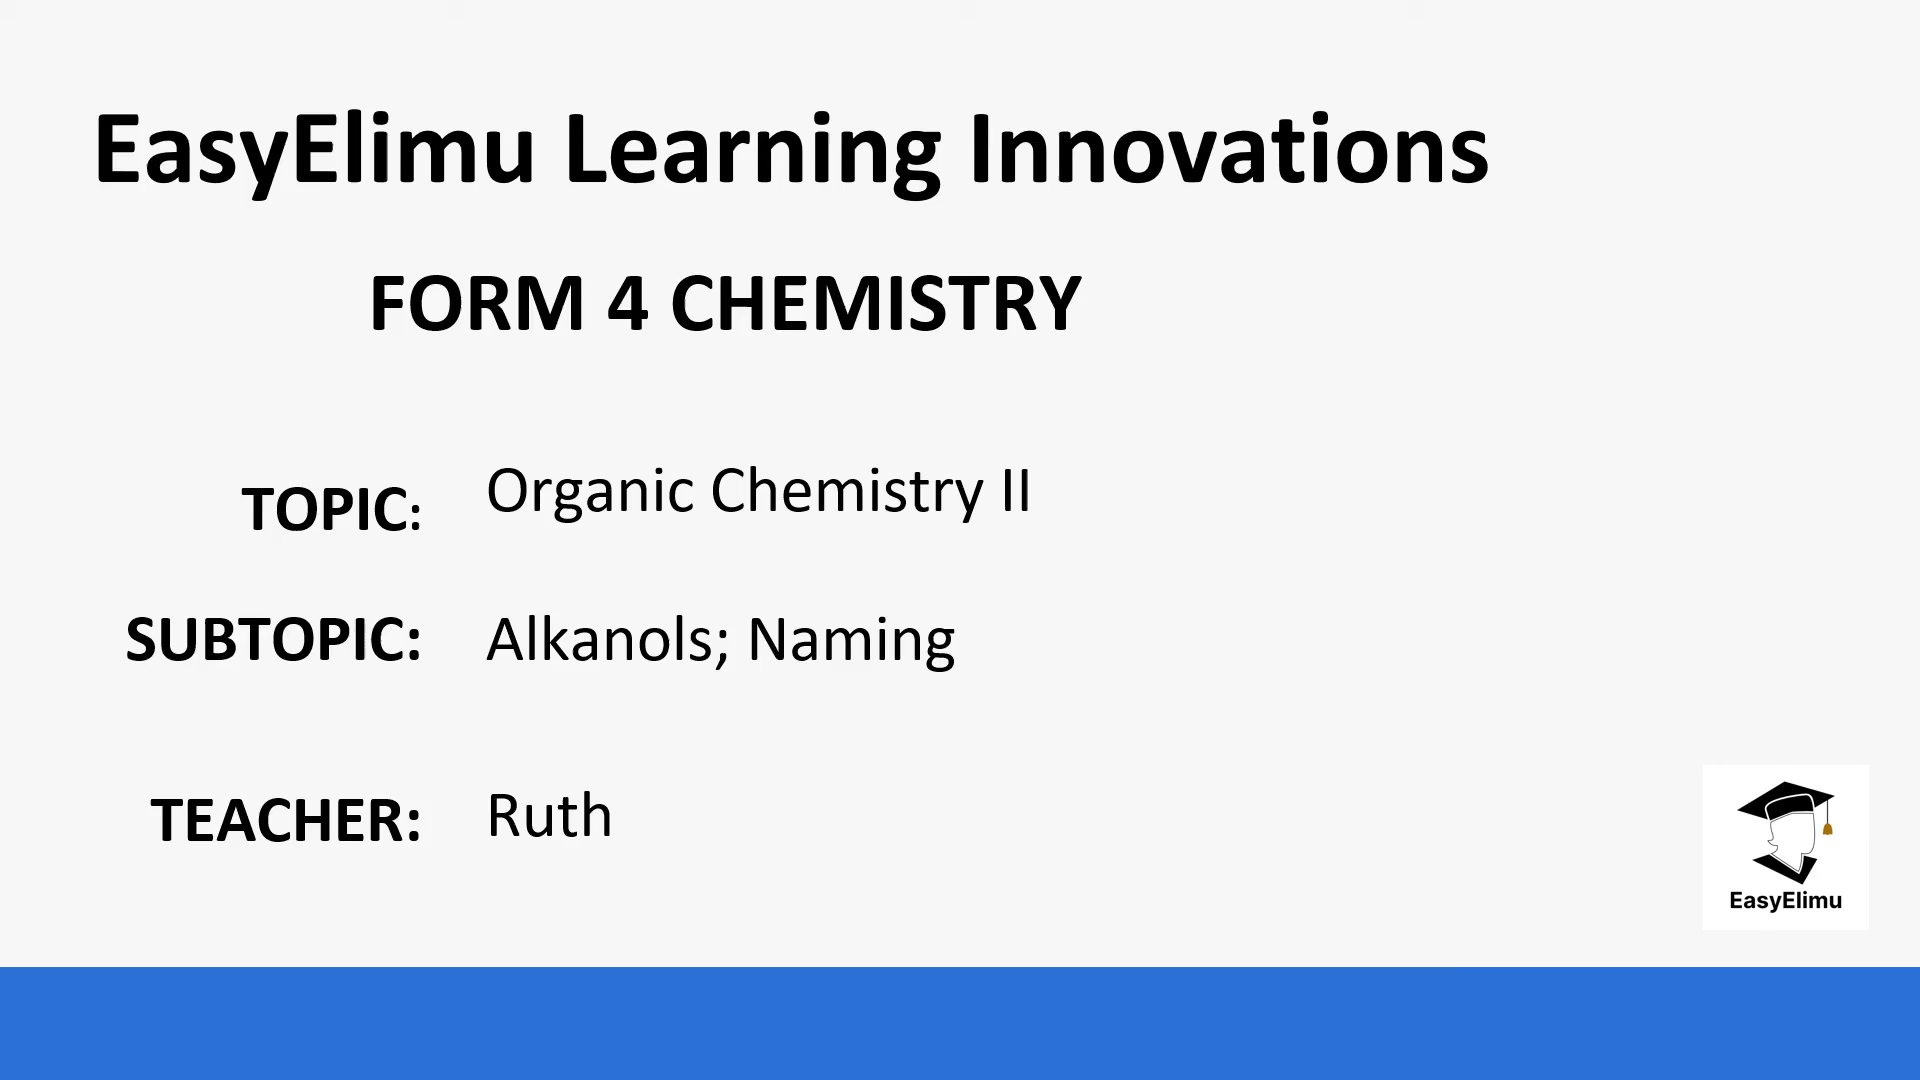 EasyElimu Learning Innovations
FORM 4 CHEMISTRY
TOPIC: Organic Chemistry II
SUBTOPIC: Alkanols; Naming
TEACHER: Ruth
EasyElimu